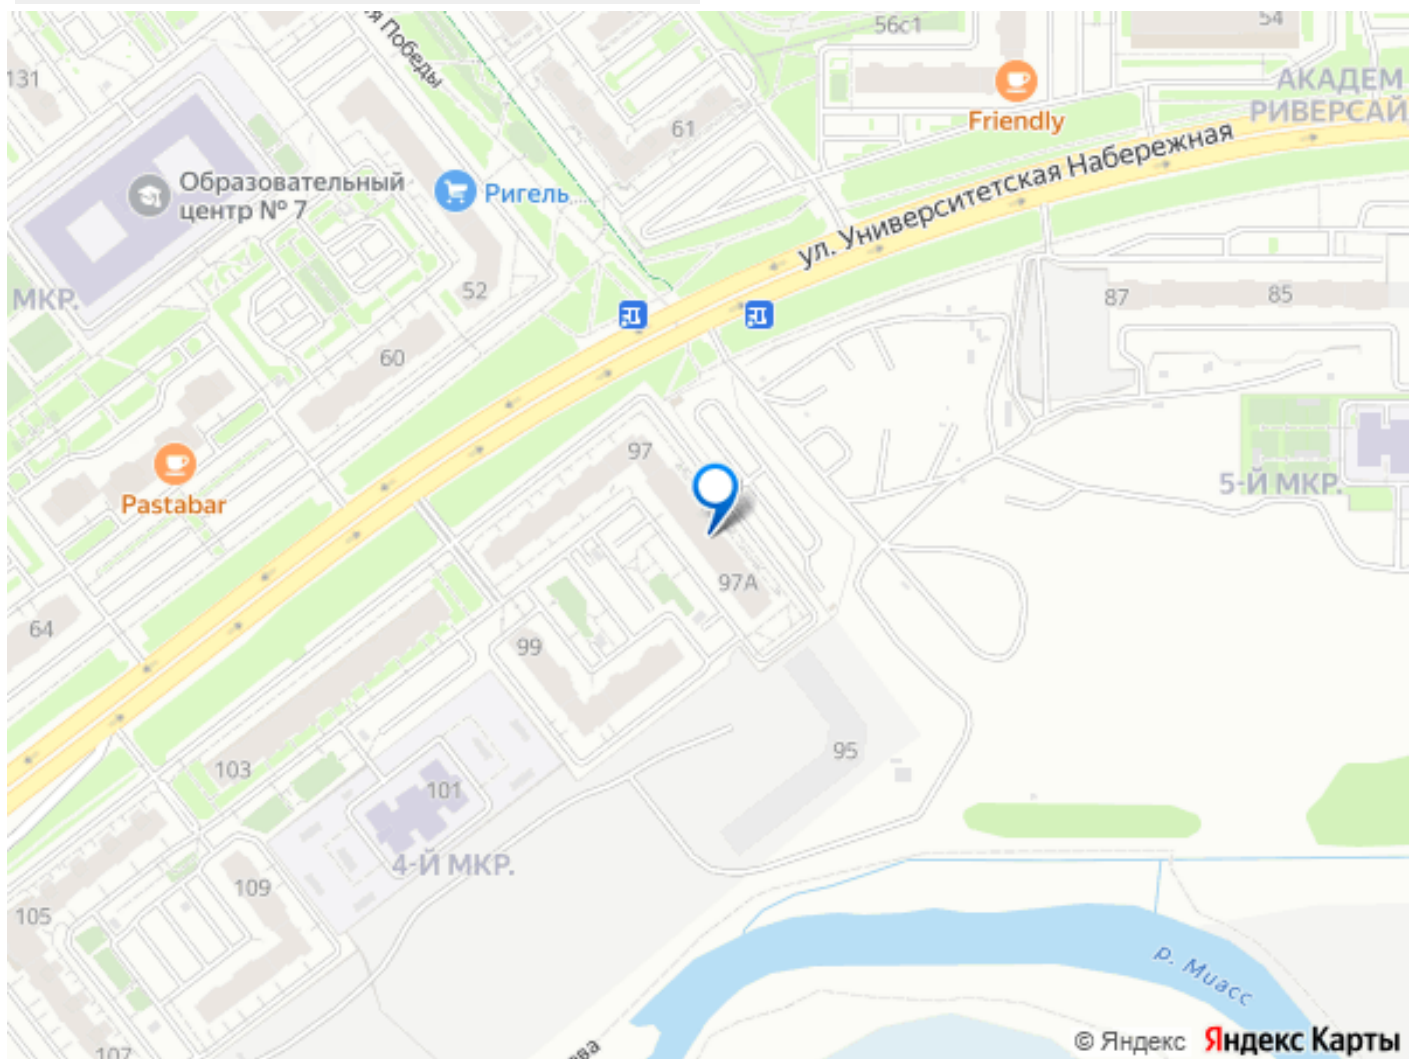 56с1
54
131
Победы
АКАДЕМ
РИВЕРСАЙ
Friendly
61
ул. Университетская Набережная
Образовательный
центр № 7
Ригель
МКР.
52
87
85
60
97
Pastabar
5-Й МКР.
97А
64
99
103
95
101
4-Й МКР.
109
105
р. Миасс
107
© Яндекс Яндекс Карты